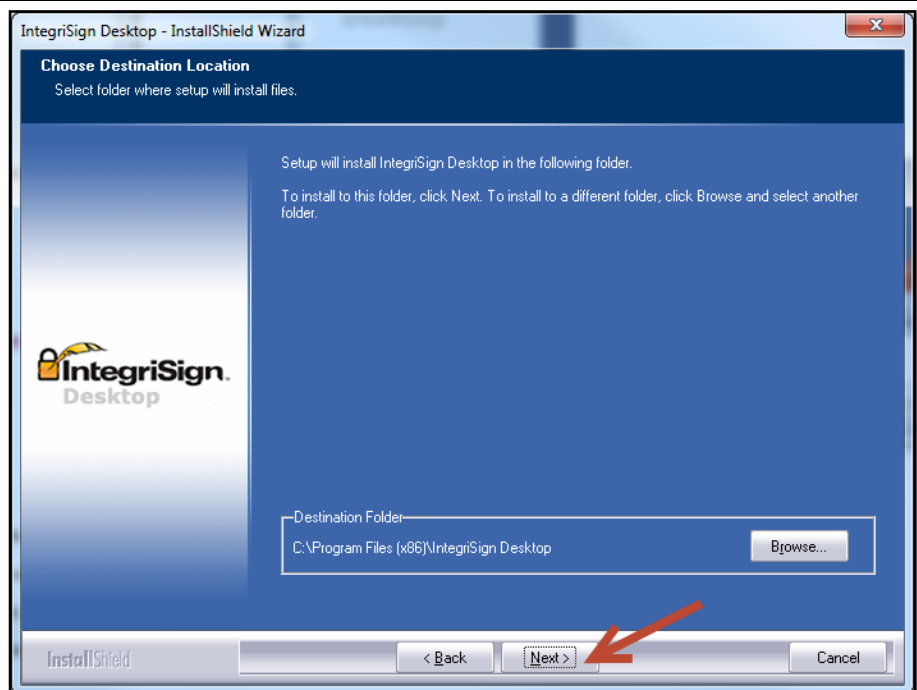 IntegriSign Desktop - InstallShield Wizard
Choose Destination Location
Select folder where setup will install files.
Setup will install IntegriSign Desktop in the following folder.
To install to this folder, click Next. To install to a different folder, click Browse and select another
folder.
IntegriSign.
Desktop
Destination Folder
C:\Program Files (x86)\IntegriSign Desktop
Browse...
InstallShield
< Back
Next >
Cancel